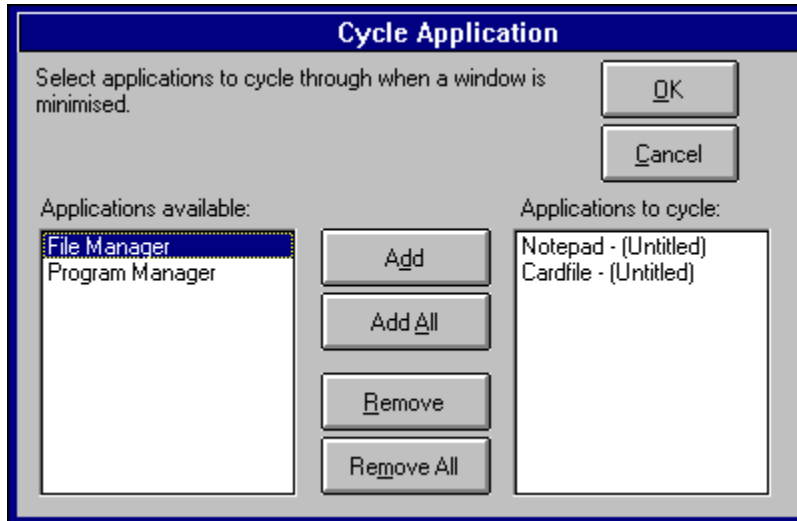 Cycle Application
Select applications to cycle through when a window is
minimised.
OK
Cancel
Applications available:
File Manager
Program Manager
Add
Add All
Remove
Remove All
Applications to cycle:
Notepad - (Untitled)
Cardfile - (Untitled)